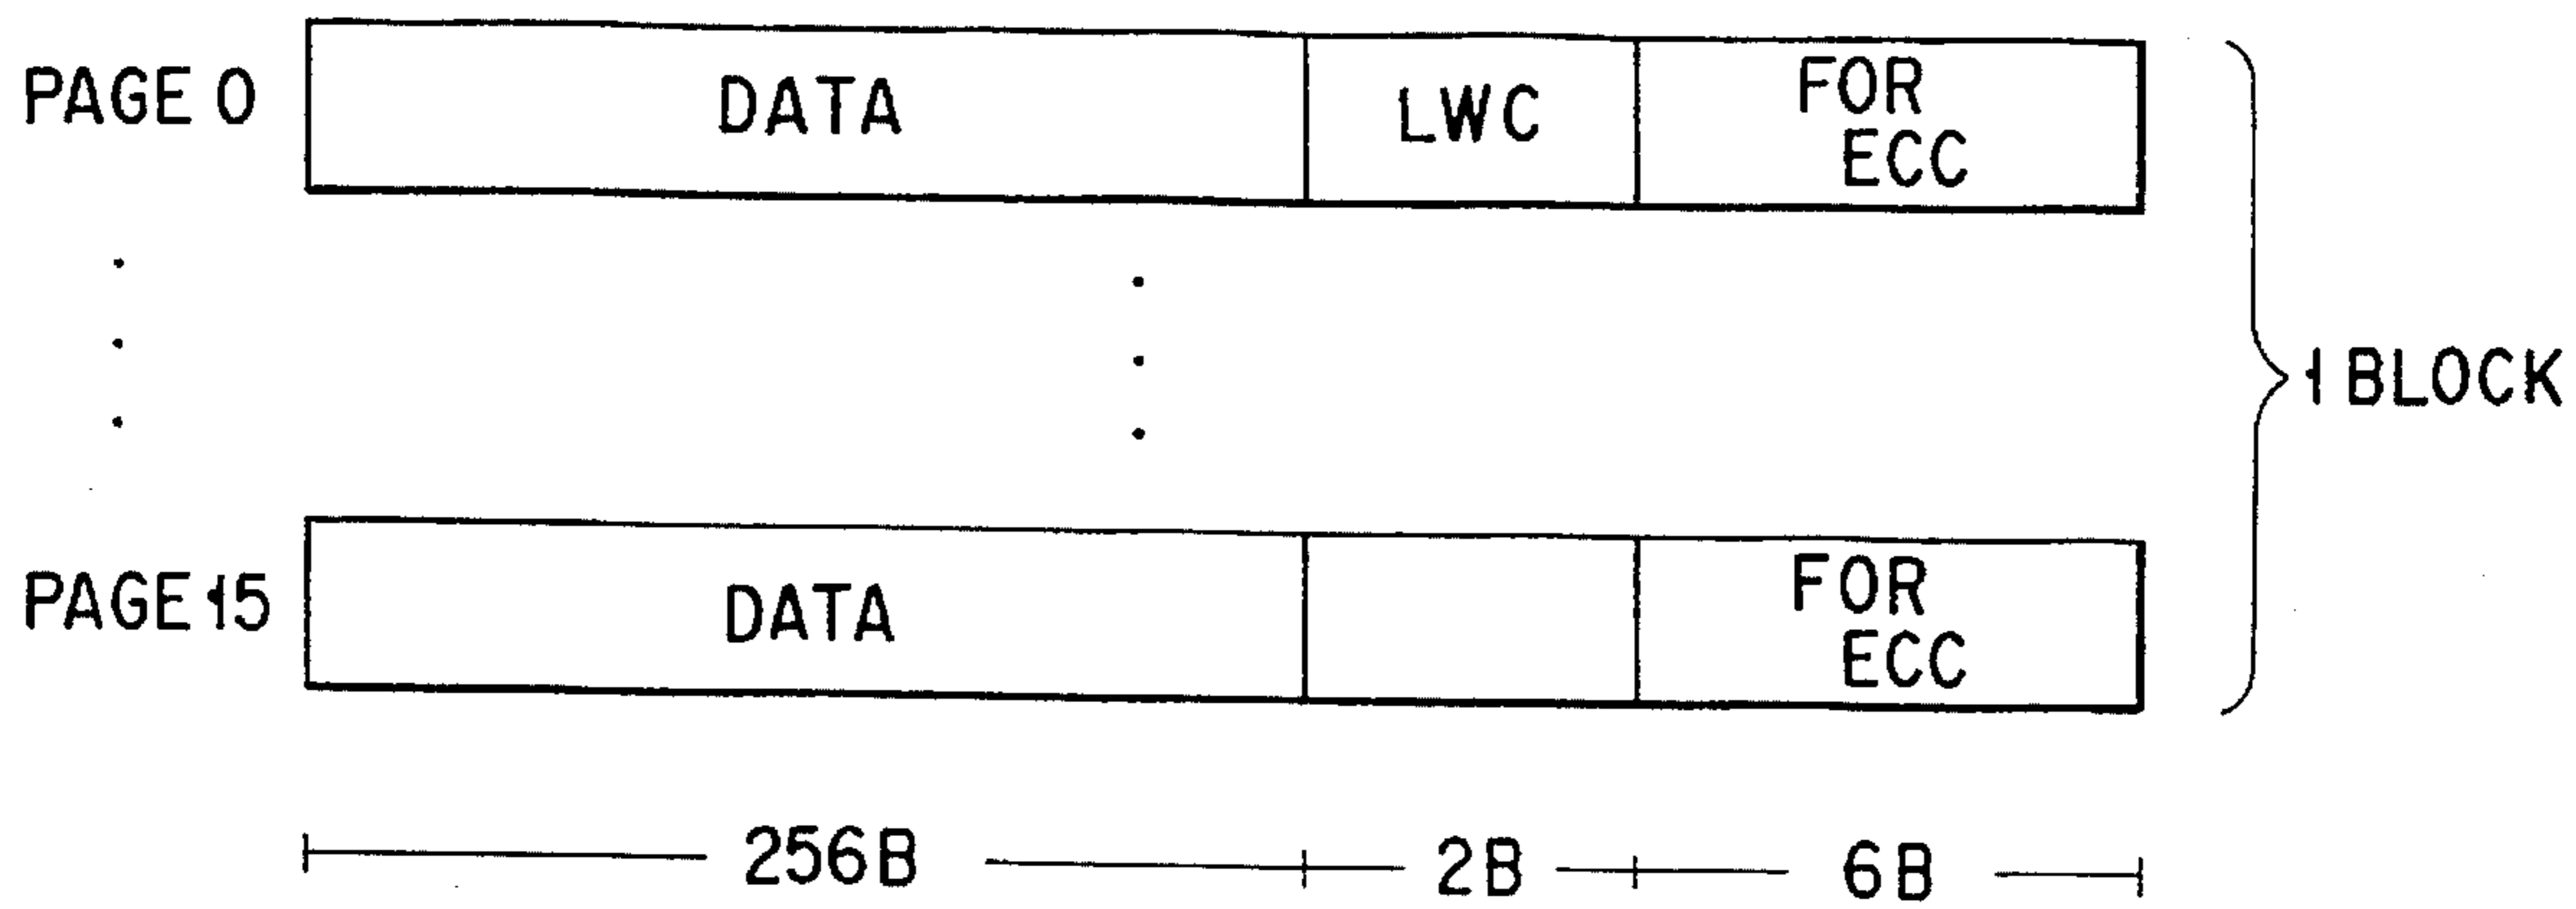 PAGE 0
DATA
LWC
FOR
ECC
1 BLOCK
PAGE 15
DATA
FOR
ECC
256B
2B
6B